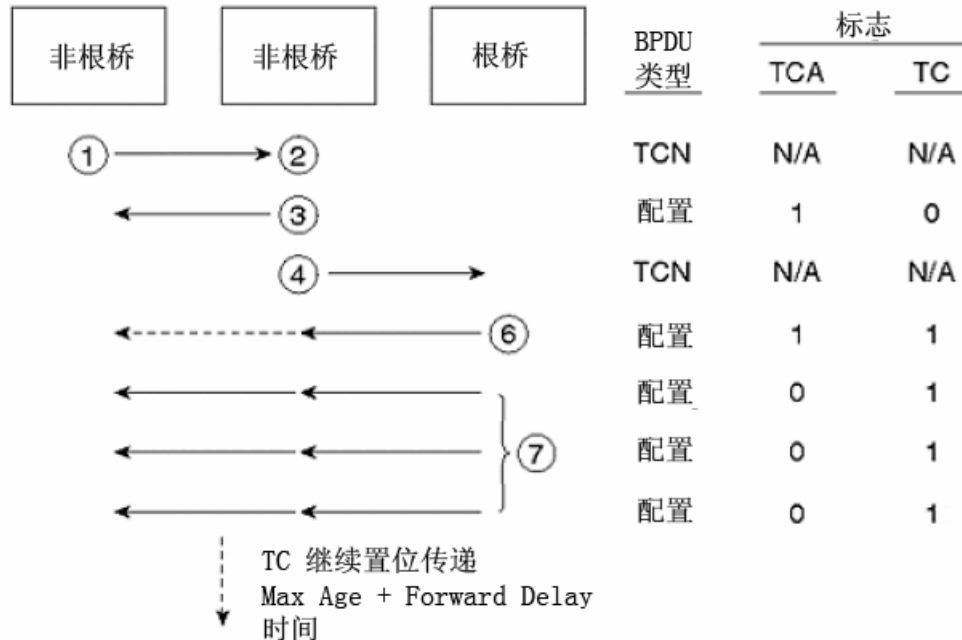 非根桥 非根桥 根桥 BPDU 类型 标志
TCA TC
① ② TCN N/A N/A
③ 配置 1 0
④ TCN N/A N/A
⑥ 配置 1 1
配置 0 1
⑦ 配置 0 1
配置 0 1
TC 继续置位传递
Max Age + Forward Delay
时间